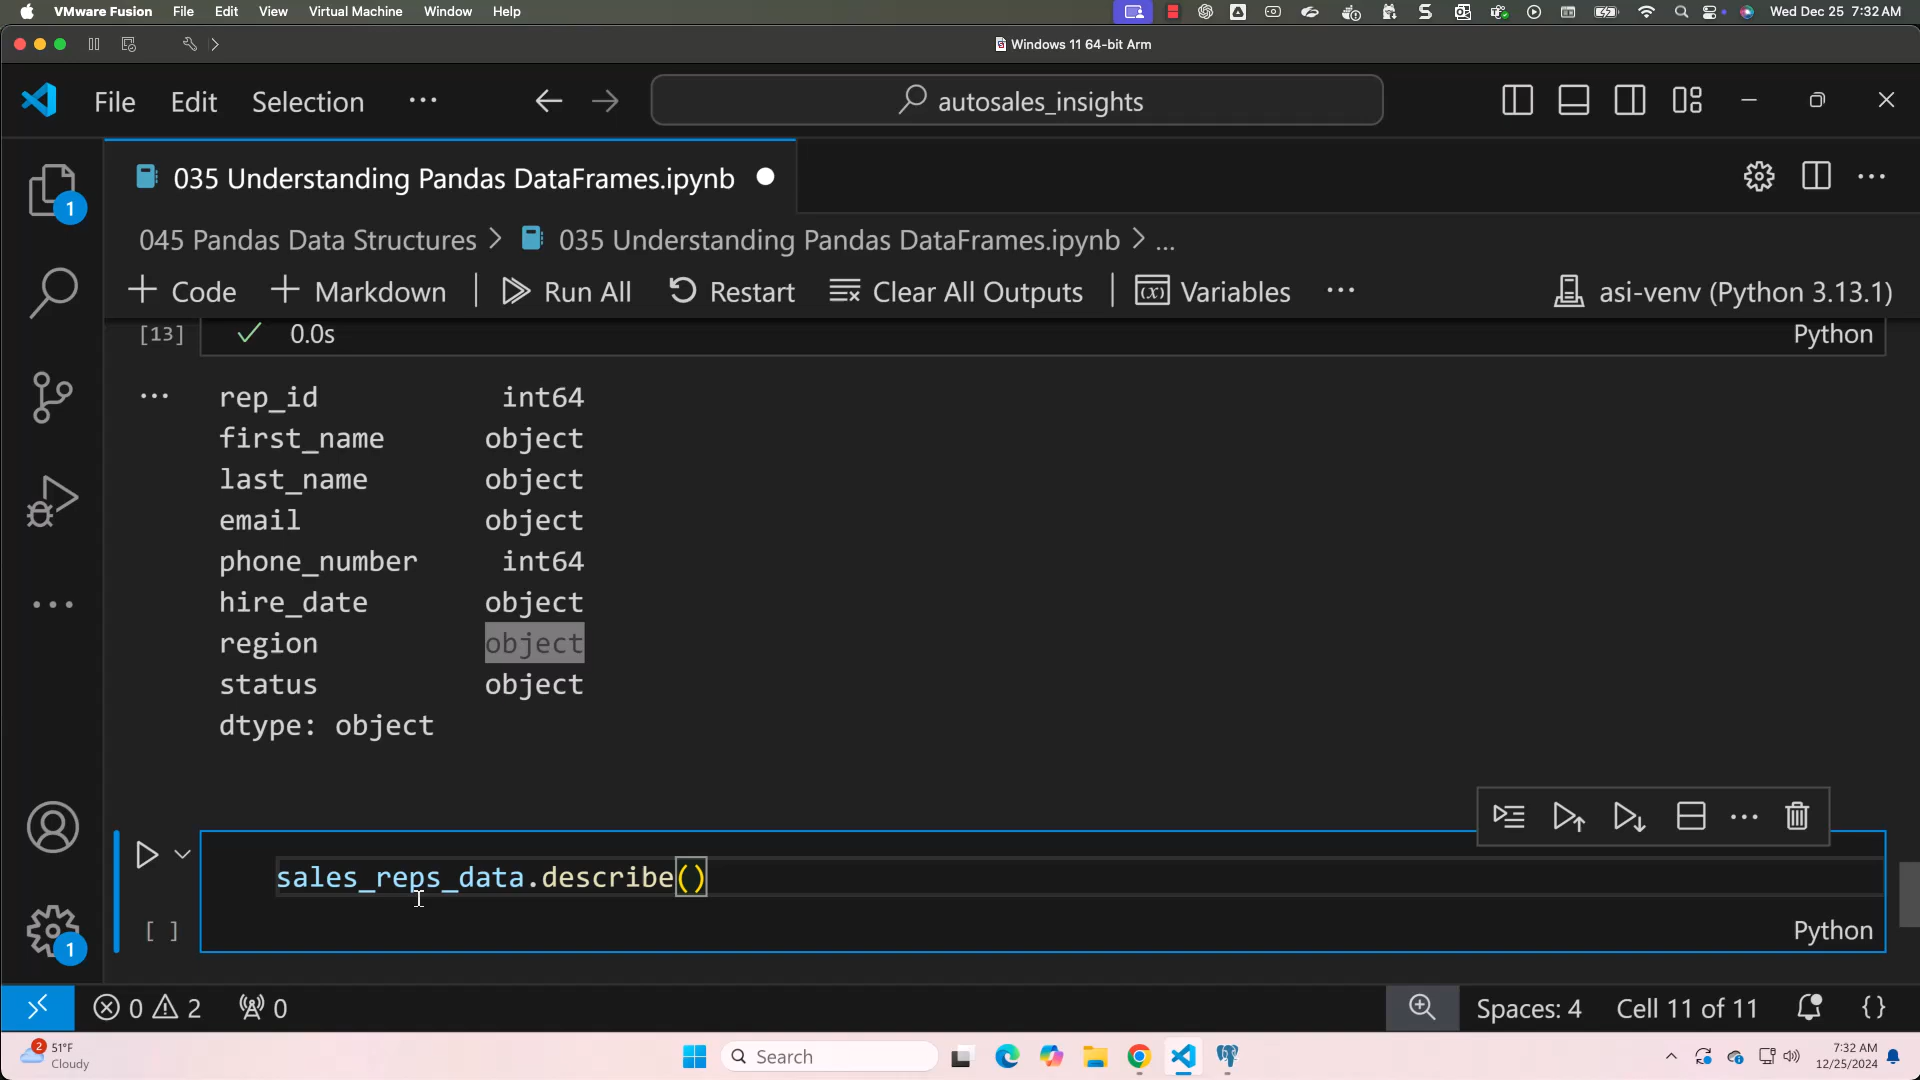 VMware Fusion File Edit View Virtual Machine Window Help Wed Dec 25 7:32 AM
Windows 11 64-bit Arm
File Edit Selection ··· autosales_insights
035 Understanding Pandas DataFrames.ipynb
045 Pandas Data Structures > 035 Understanding Pandas DataFrames.ipynb > ...
+ Code + Markdown Run All Restart Clear All Outputs Variables ··· asi-venv (Python 3.13.1)
[13] 0.0s Python
... rep_id int64
first_name object
last_name object
email object
phone_number int64
hire_date object
region object
status object
dtype: object
sales_reps_data.describe()
[ ] Python
1
1
0 2 0 Spaces: 4 Cell 11 of 11 {}
2 51°F
Cloudy
Search
7:32 AM
12/25/2024